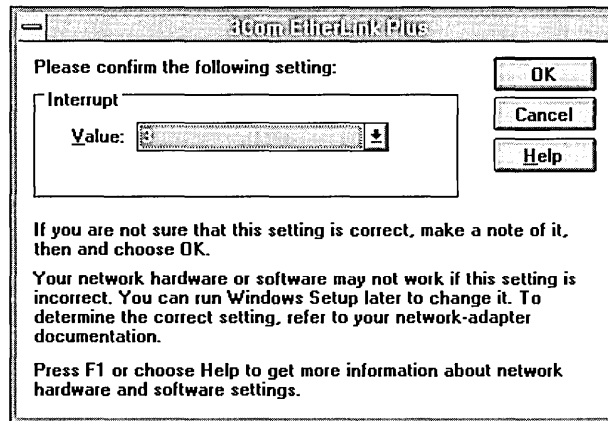 3Com EtherLink Plus
Please confirm the following setting:
OK
Interrupt
Cancel
Value: 3
Help
If you are not sure that this setting is correct, make a note of it,
then and choose OK.
Your network hardware or software may not work if this setting is
incorrect. You can run Windows Setup later to change it. To
determine the correct setting, refer to your network-adapter
documentation.
Press F1 or choose Help to get more information about network
hardware and software settings.